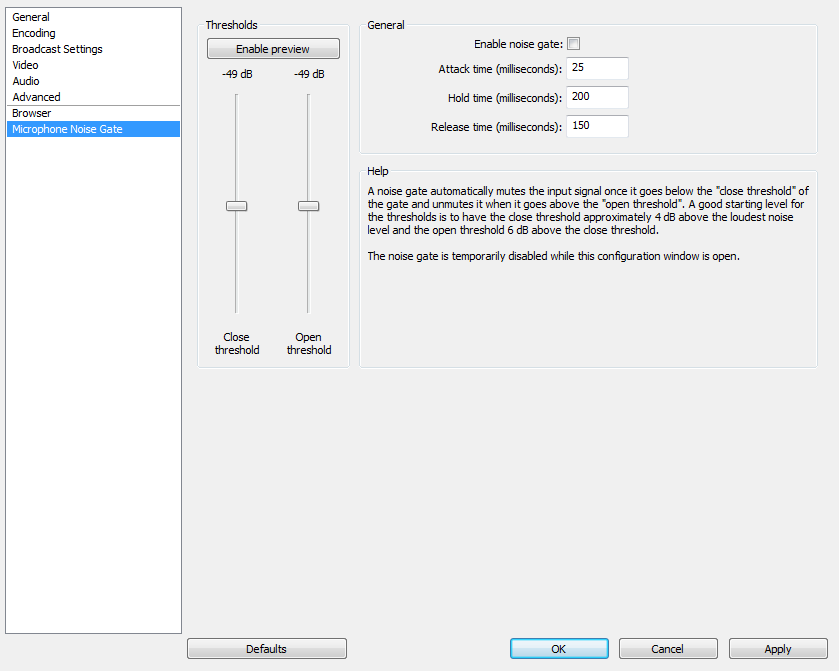 General
Encoding
Broadcast Settings
Video
Audio
Advanced
Browser
Microphone Noise Gate
Thresholds
Enable preview
-49 dB -49 dB
Close threshold
Open threshold
General
Enable noise gate:
Attack time (milliseconds): 25
Hold time (milliseconds): 200
Release time (milliseconds): 150
Help
A noise gate automatically mutes the input signal once it goes below the "close threshold" of
the gate and unmutes it when it goes above the "open threshold". A good starting level for
the thresholds is to have the close threshold approximately 4 dB above the loudest noise
level and the open threshold 6 dB above the close threshold.
The noise gate is temporarily disabled while this configuration window is open.
Defaults
OK
Cancel
Apply